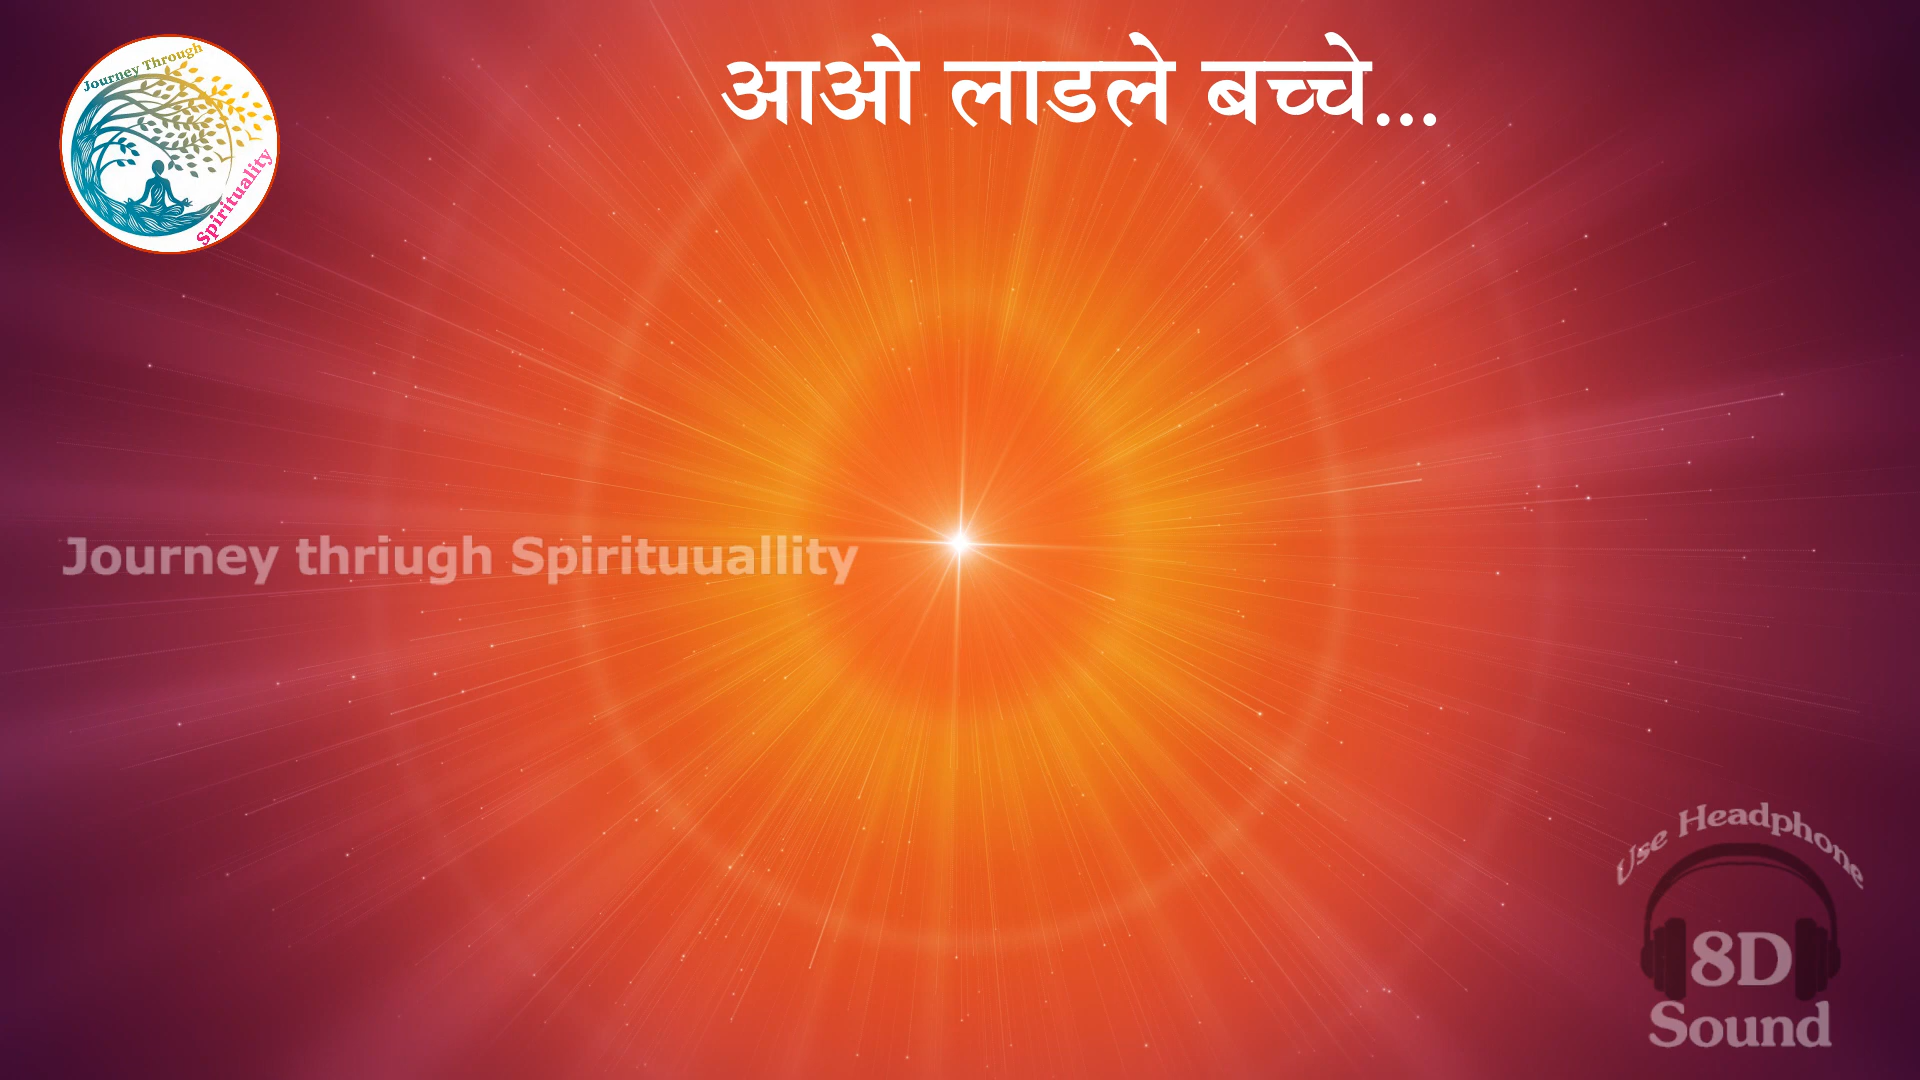 Journey Through
Spirituality
आओ लाडले बच्चे...
Journey thriugh Spirituuallity
Use Headphone
8D
Sound